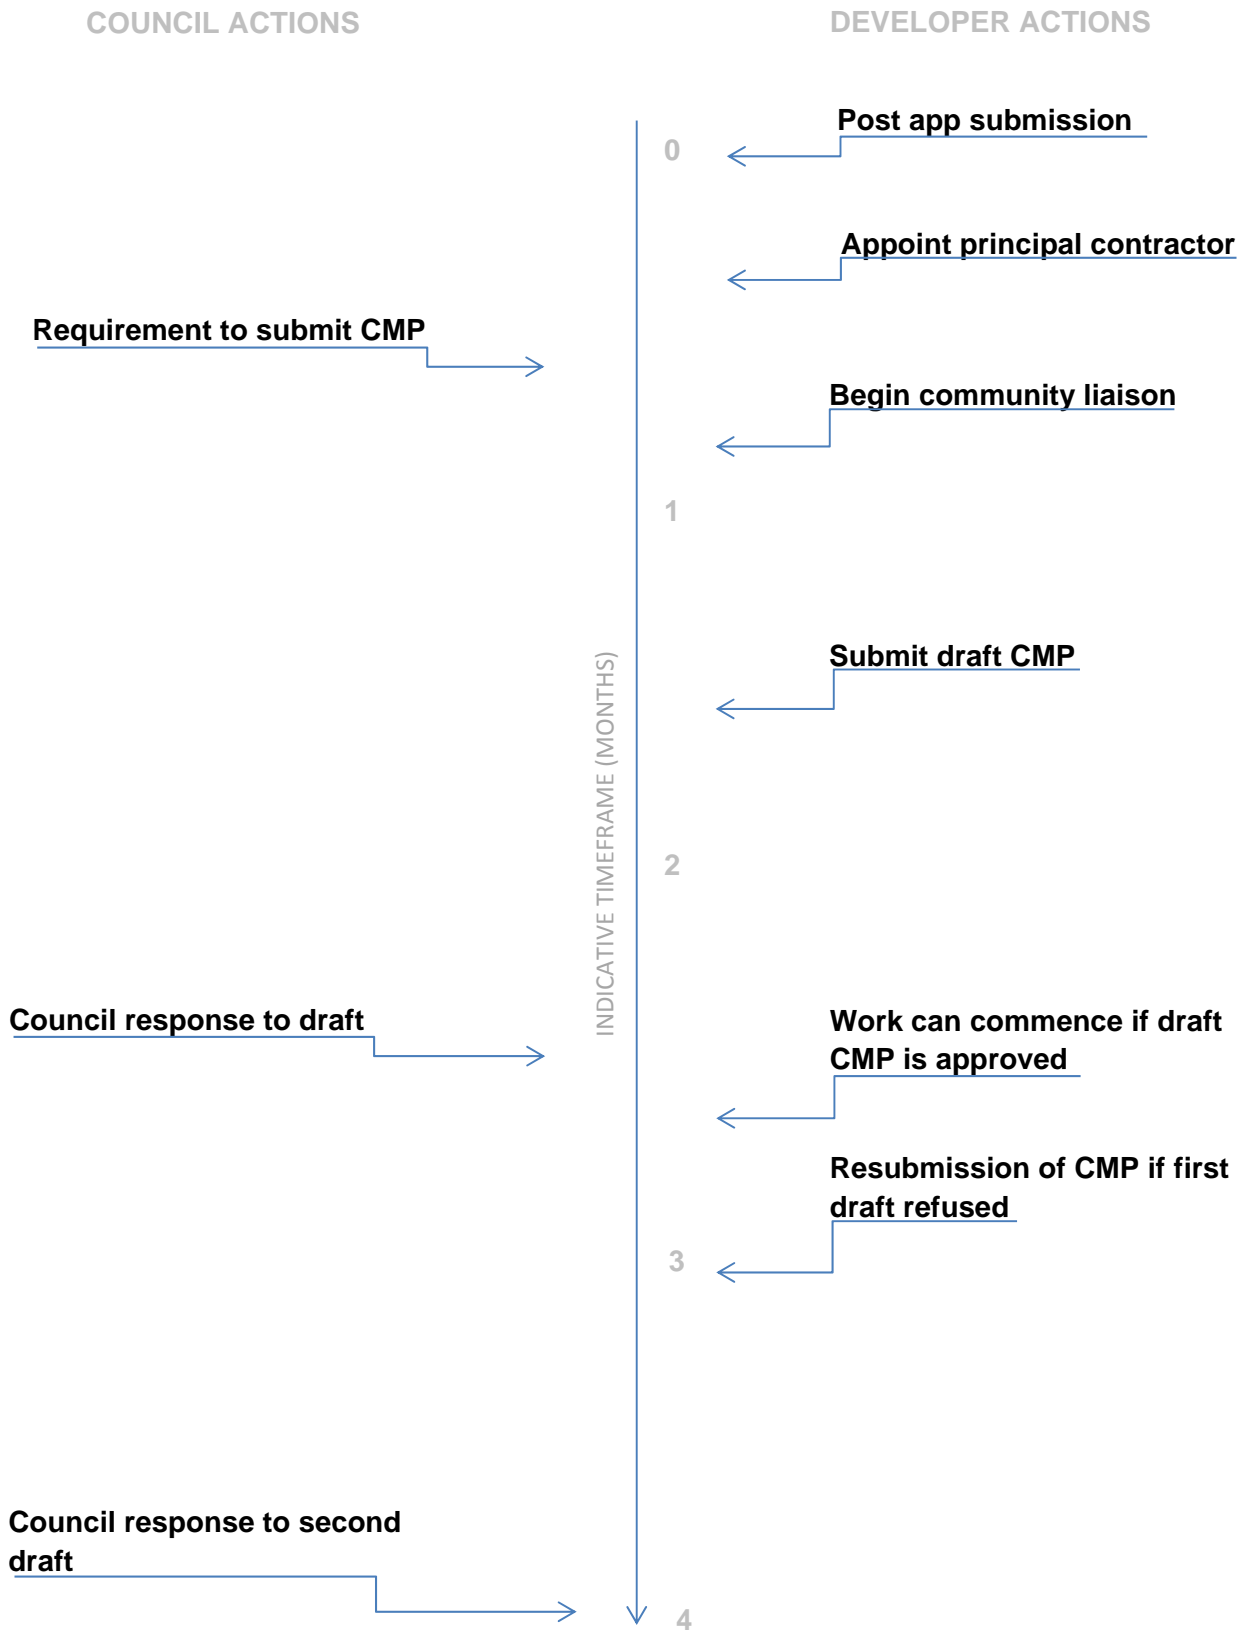 COUNCIL ACTIONS
DEVELOPER ACTIONS
Post app submission
0
Appoint principal contractor
Requirement to submit CMP
Begin community liaison
1
Submit draft CMP
INDICATIVE TIMEFRAME (MONTHS)
2
Council response to draft
Work can commence if draft
CMP is approved
Resubmission of CMP if first
draft refused
3
Council response to second
draft
4